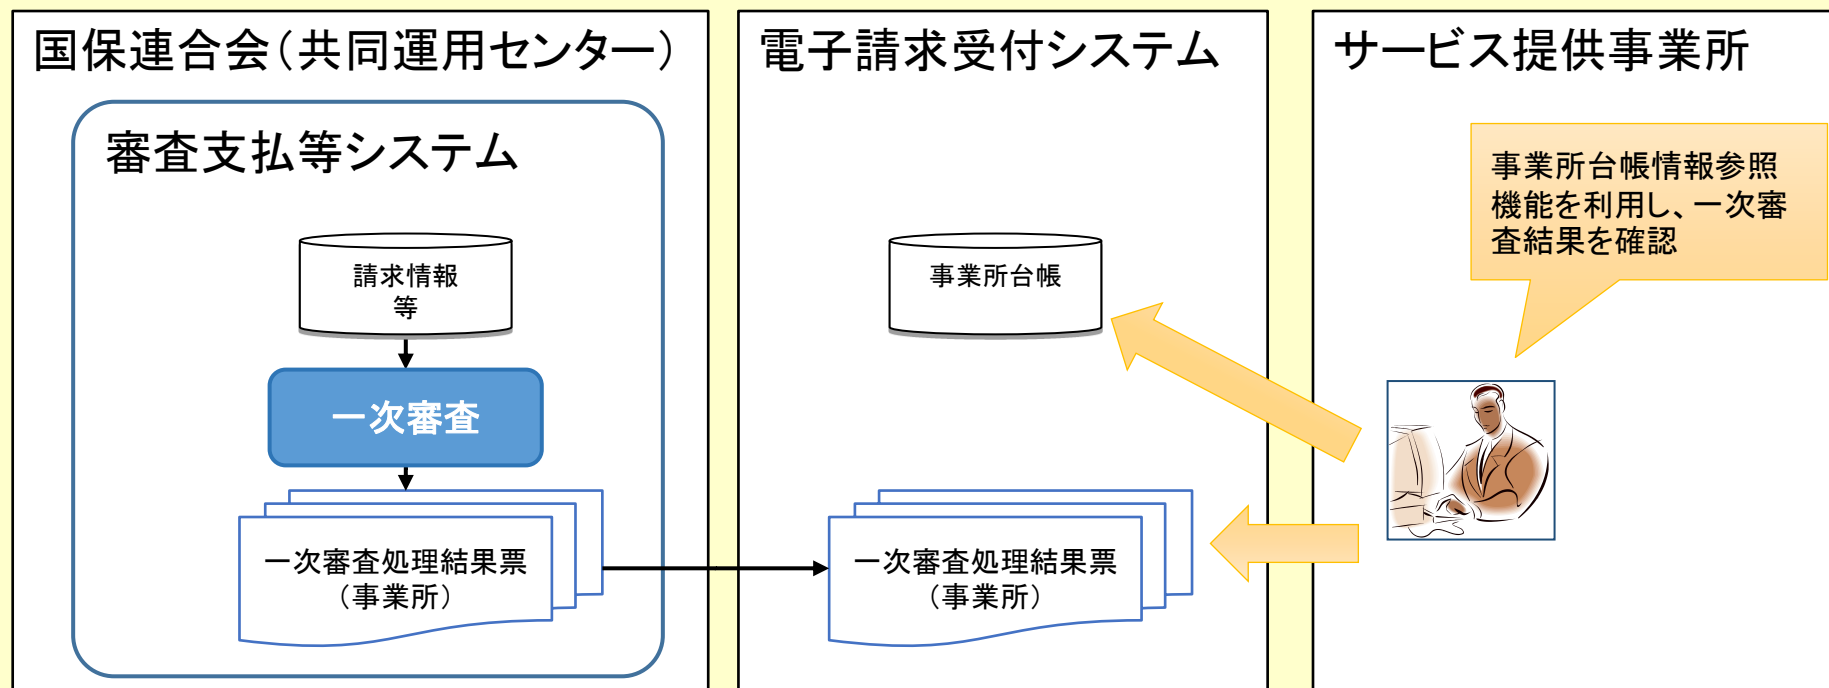 国保連合会(共同運用センター)
審査支払等システム
請求情報
等
一次審査
一次審査処理結果票
(事業所)
電子請求受付システム
事業所台帳
一次審査処理結果票
(事業所)
サービス提供事業所
事業所台帳情報参照
機能を利用し、一次審
査結果を確認